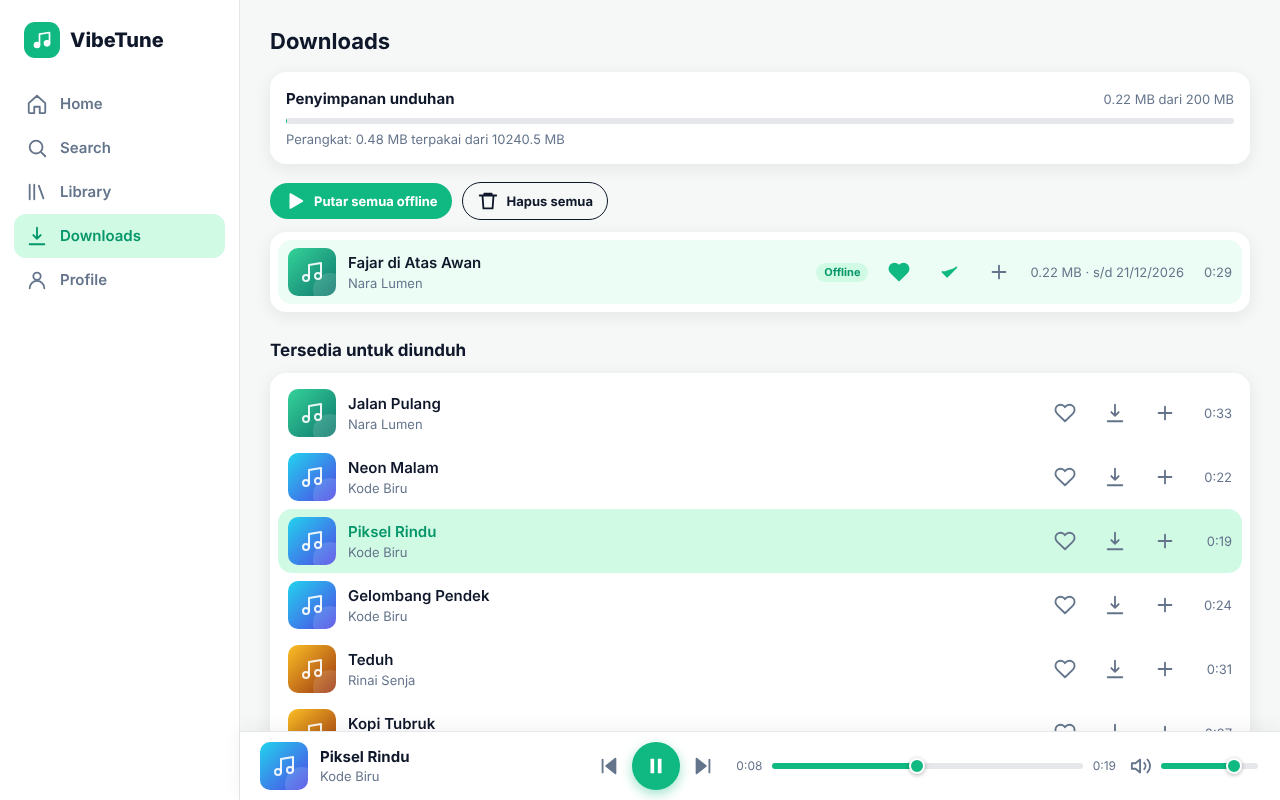 VibeTune
Home
Search
Library
Downloads
Profile
Downloads
Penyimpanan unduhan
0.22 MB dari 200 MB
Perangkat: 0.48 MB terpakai dari 10240.5 MB
Putar semua offline
Hapus semua
Fajar di Atas Awan
Nara Lumen
Offline
0.22 MB · s/d 21/12/2026
0:29
Tersedia untuk diunduh
Jalan Pulang
Nara Lumen
0:33
Neon Malam
Kode Biru
0:22
Piksel Rindu
Kode Biru
0:19
Gelombang Pendek
Kode Biru
0:24
Teduh
Rinai Senja
0:31
Kopi Tubruk
Piksel Rindu
Kode Biru
0:08
0:19